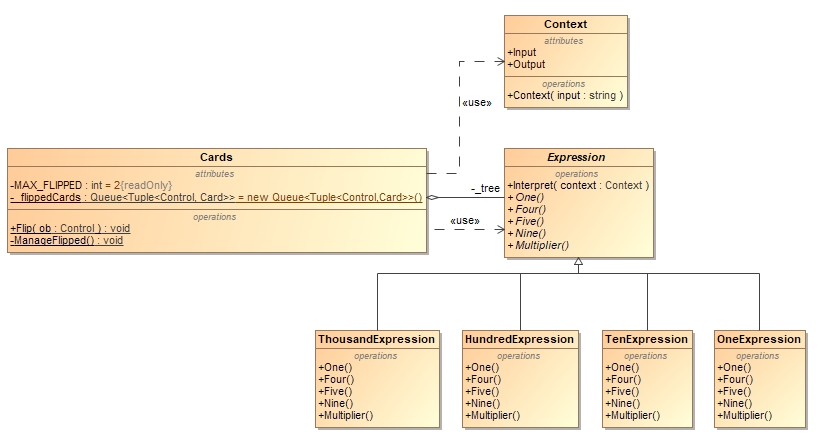 Context
attributes
+Input
+Output
operations
+Context( input : string )
«use»
Cards
attributes
-MAX_FLIPPED : int = 2{readOnly}
-_flippedCards : Queue<Tuple<Control, Card>> = new Queue<Tuple<Control,Card>>()
operations
+Flip( ob : Control ) : void
-ManageFlipped() : void
-_tree
«use»
Expression
operations
+Interpret( context : Context )
+One()
+Four()
+Five()
+Nine()
+Multiplier()
ThousandExpression
operations
+One()
+Four()
+Five()
+Nine()
+Multiplier()
HundredExpression
operations
+One()
+Four()
+Five()
+Nine()
+Multiplier()
TenExpression
operations
+One()
+Four()
+Five()
+Nine()
+Multiplier()
OneExpression
operations
+One()
+Four()
+Five()
+Nine()
+Multiplier()